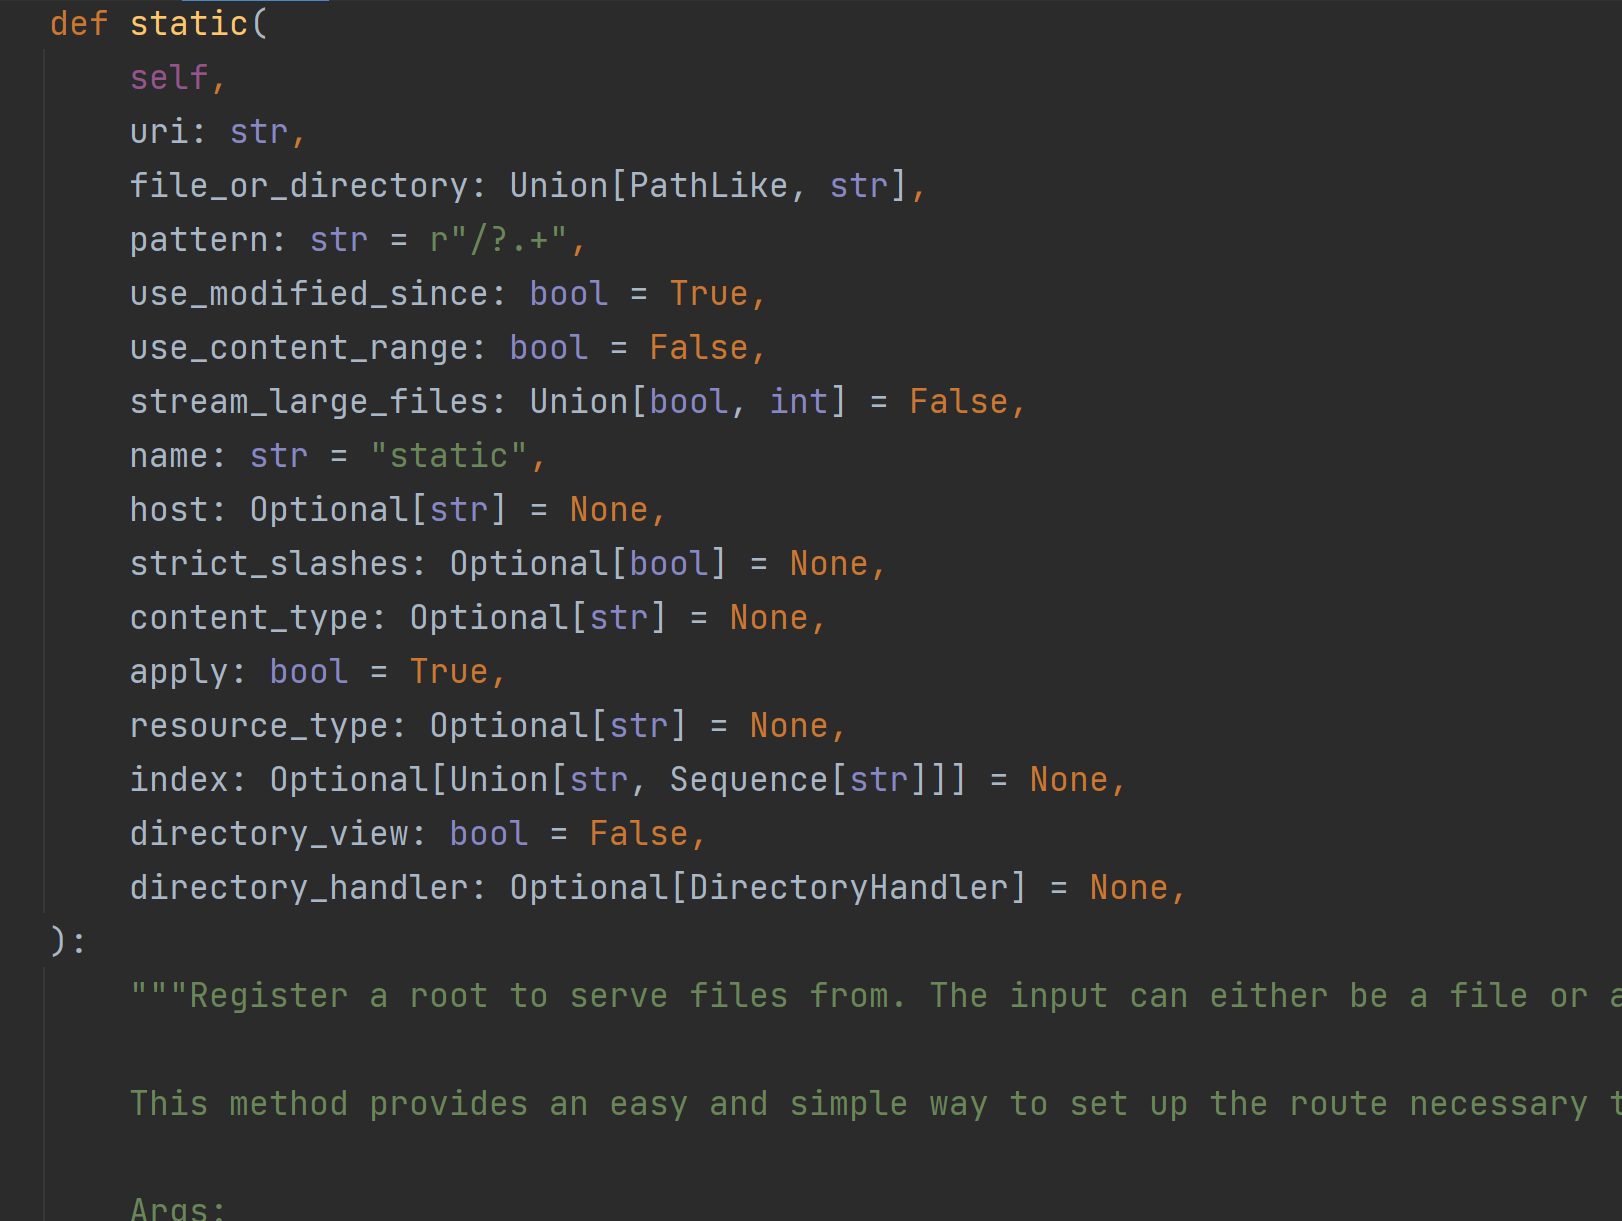 def static(
    self,
    uri: str,
    file_or_directory: Union[PathLike, str],
    pattern: str = r"/?.+",
    use_modified_since: bool = True,
    use_content_range: bool = False,
    stream_large_files: Union[bool, int] = False,
    name: str = "static",
    host: Optional[str] = None,
    strict_slashes: Optional[bool] = None,
    content_type: Optional[str] = None,
    apply: bool = True,
    resource_type: Optional[str] = None,
    index: Optional[Union[str, Sequence[str]]] = None,
    directory_view: bool = False,
    directory_handler: Optional[DirectoryHandler] = None,
):
    """Register a root to serve files from. The input can either be a file or a
    This method provides an easy and simple way to set up the route necessary t
    Args: